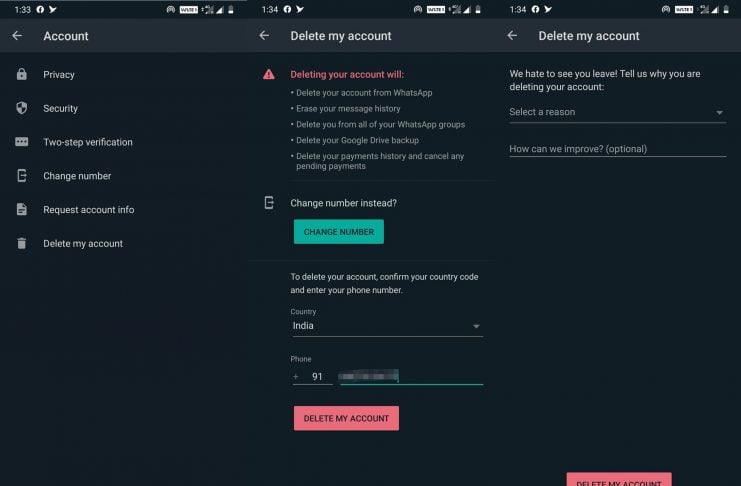 1:33
Account
Privacy
Security
Two-step verification
Change number
Request account info
Delete my account
1:34
Delete my account
Deleting your account will:
• Delete your account from WhatsApp
• Erase your message history
• Delete you from all of your WhatsApp groups
• Delete your Google Drive backup
• Delete your payments history and cancel any
pending payments
Change number instead?
CHANGE NUMBER
To delete your account, confirm your country code
and enter your phone number.
Country
India
Phone
+ 91
DELETE MY ACCOUNT
1:34
Delete my account
We hate to see you leave! Tell us why you are
deleting your account:
Select a reason
How can we improve? (optional)
DELETE MY ACCOUNT